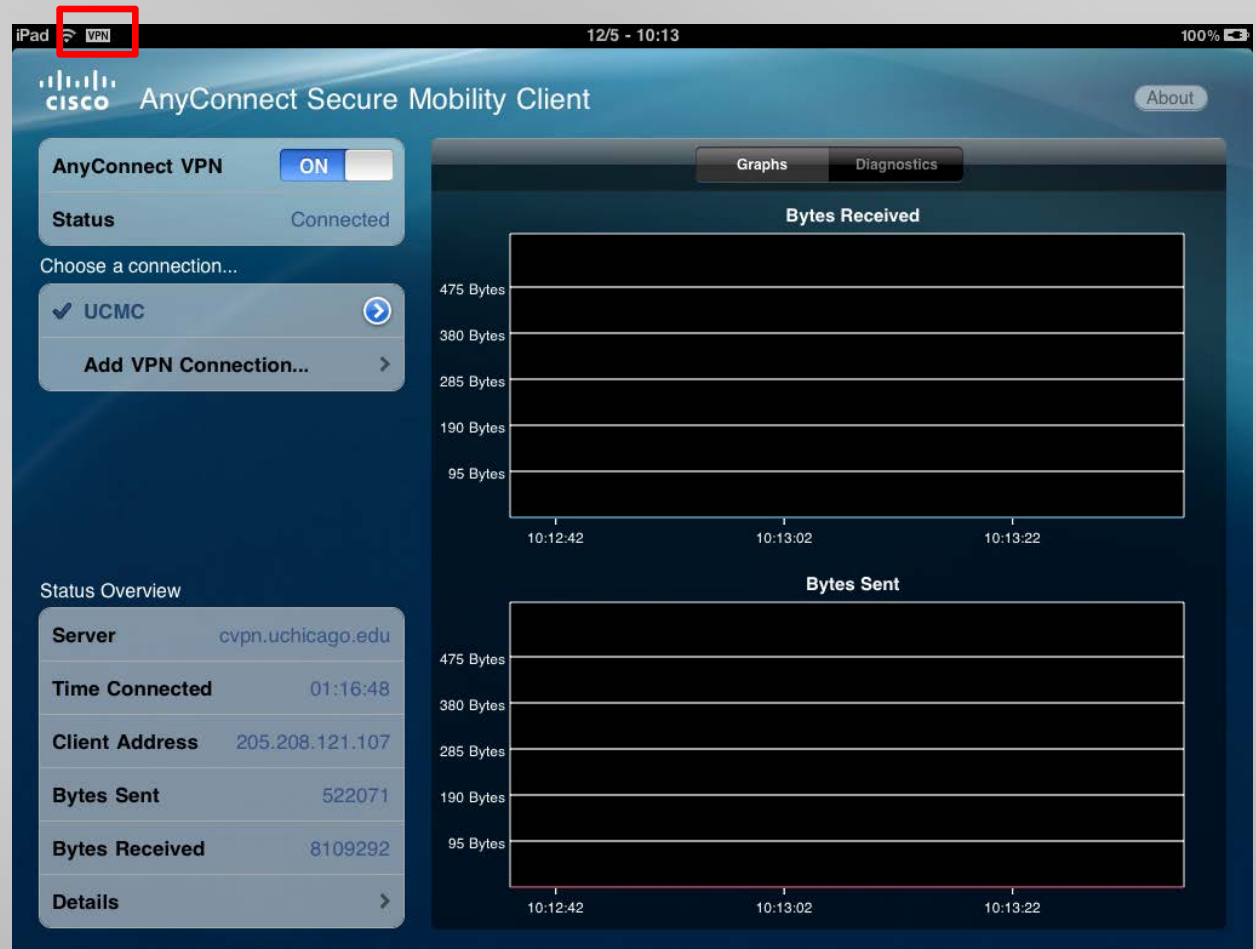 iPad VPN 12/5 - 10:13 100%
cisco AnyConnect Secure Mobility Client About
AnyConnect VPN ON
Status Connected
Choose a connection...
UCMC
Add VPN Connection...
Status Overview
Server cvpn.uchicago.edu
Time Connected 01:16:48
Client Address 205.208.121.107
Bytes Sent 522071
Bytes Received 8109292
Details
Graphs Diagnostics
Bytes Received
475 Bytes
380 Bytes
285 Bytes
190 Bytes
95 Bytes
10:12:42 10:13:02 10:13:22
Bytes Sent
475 Bytes
380 Bytes
285 Bytes
190 Bytes
95 Bytes
10:12:42 10:13:02 10:13:22